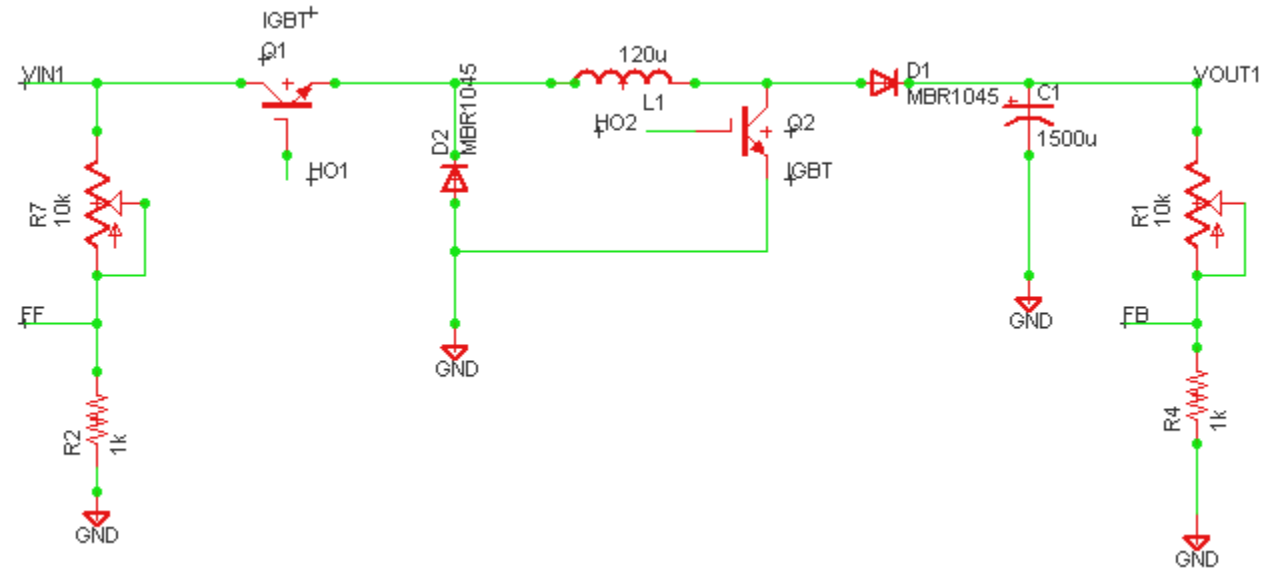 IGBT
Q1
VIN1
120u
D1
VOUT1
MBR1045
MBR1045
C1
L1
HO2
Q2
D2
1500u
HO1
IGBT
R7
10k
R1
10k
FF
GND
FB
GND
R2
1k
R4
1k
GND
GND